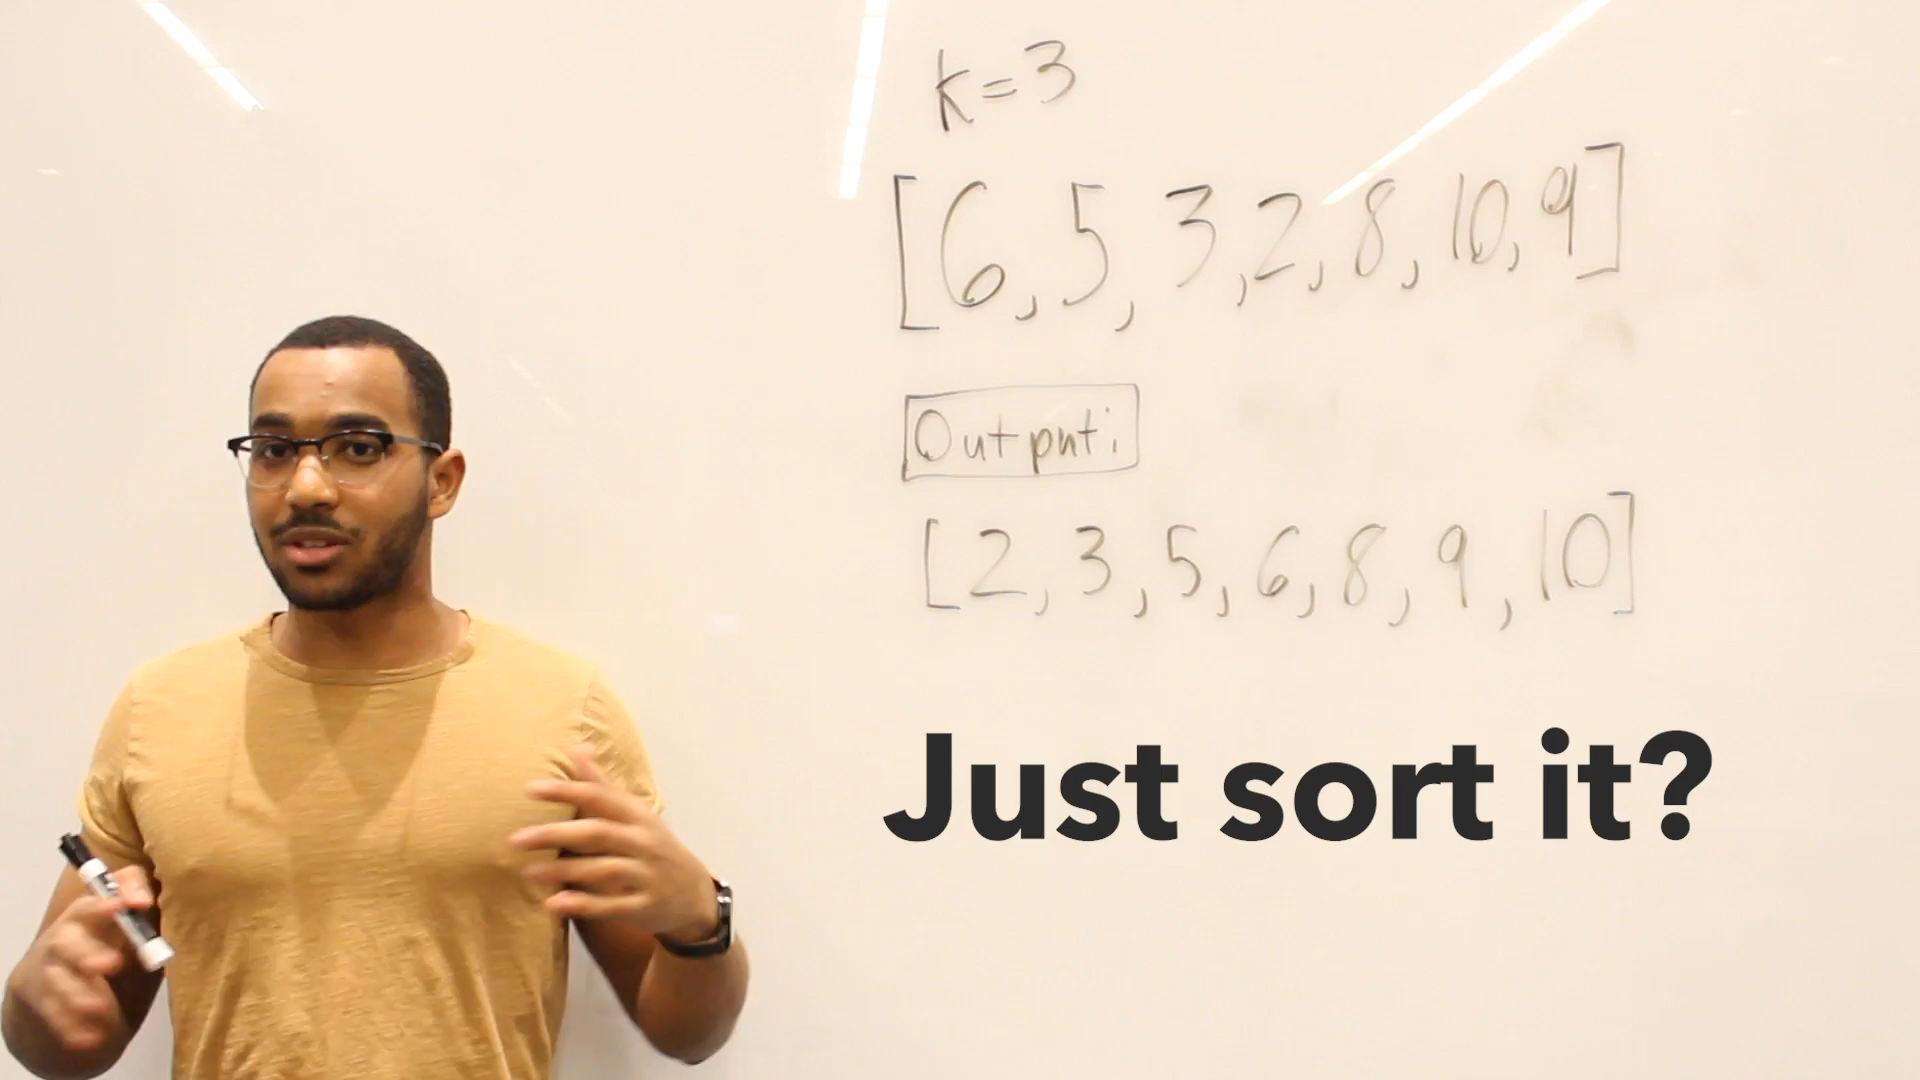 k=3
[6, 5, 3, 2, 8, 10, 9]
Output:
[2, 3, 5, 6, 8, 9, 10]
Just sort it?